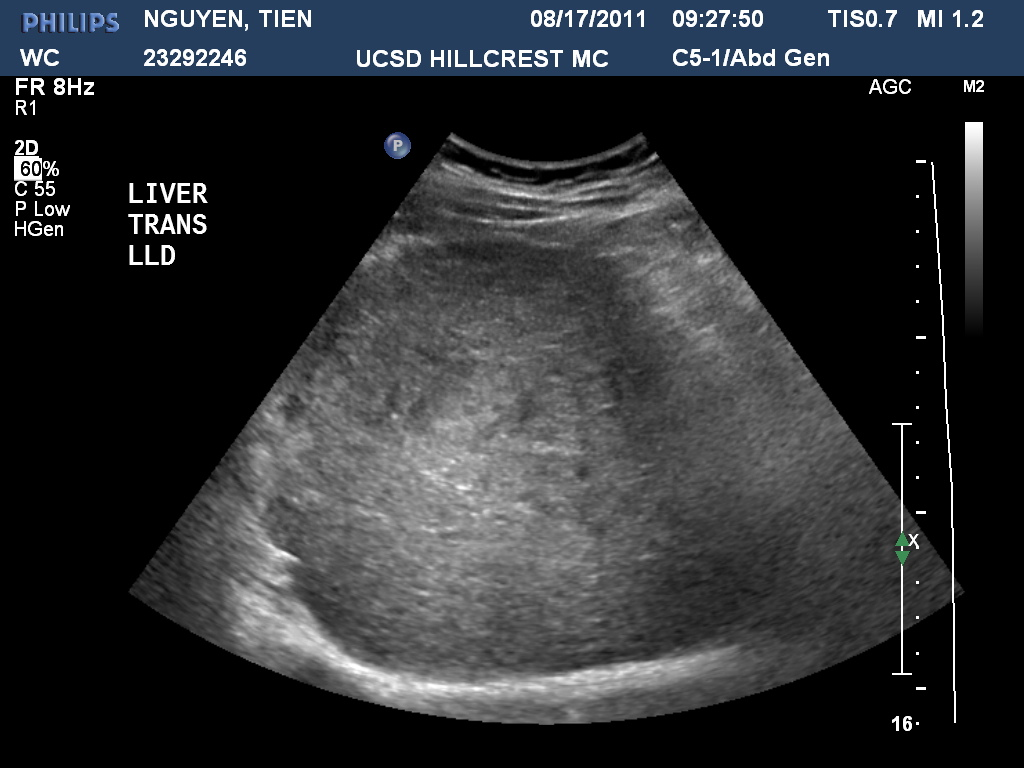 PHILIPS NGUYEN, TIEN 08/17/2011 09:27:50 TIS0.7 MI 1.2
WC 23292246 UCSD HILLCREST MC C5-1/Abd Gen
FR 8Hz AGC M2
R1
P
2D
60%
C 55
P Low
HGen
LIVER
TRANS
LLD
X
16